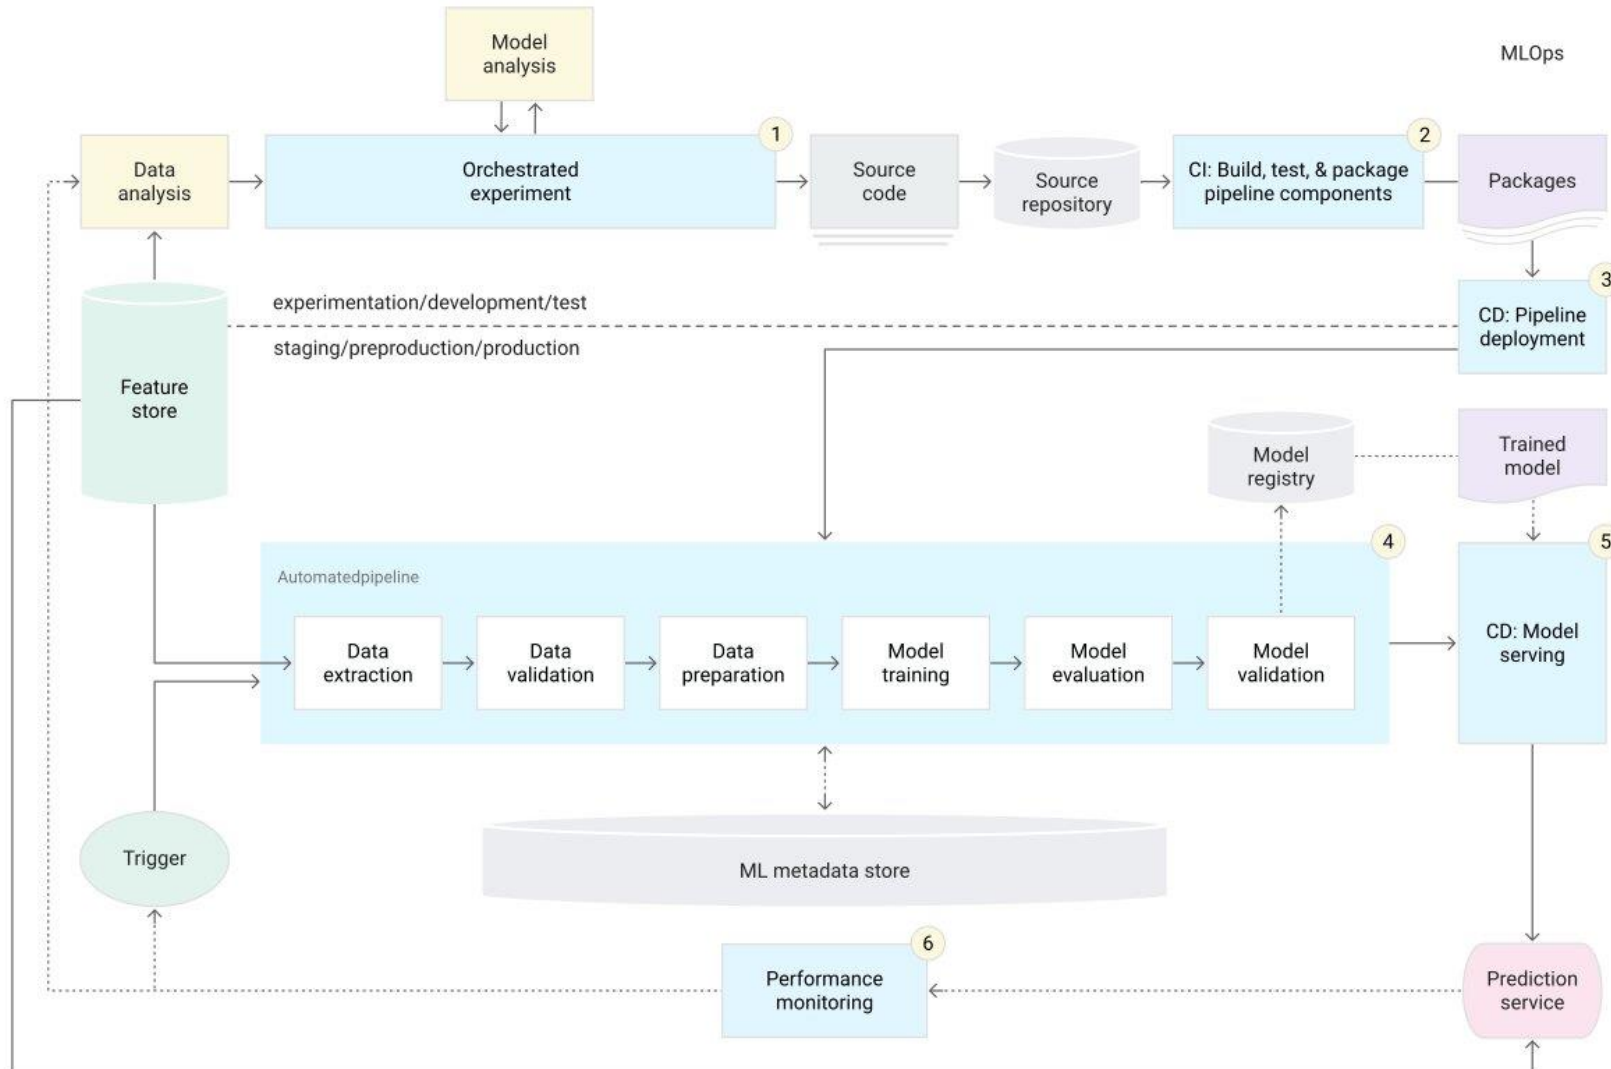 Model
analysis
MLOps
1
2
Data
analysis
Orchestrated
experiment
Source
code
Source
repository
CI: Build, test, & package
pipeline components
Packages
3
experimentation/development/test
staging/preproduction/production
CD: Pipeline
deployment
Feature
store
Model
registry
Trained
model
4
5
Automatedpipeline
Data
extraction
Data
validation
Data
preparation
Model
training
Model
evaluation
Model
validation
CD: Model
serving
Trigger
ML metadata store
6
Performance
monitoring
Prediction
service